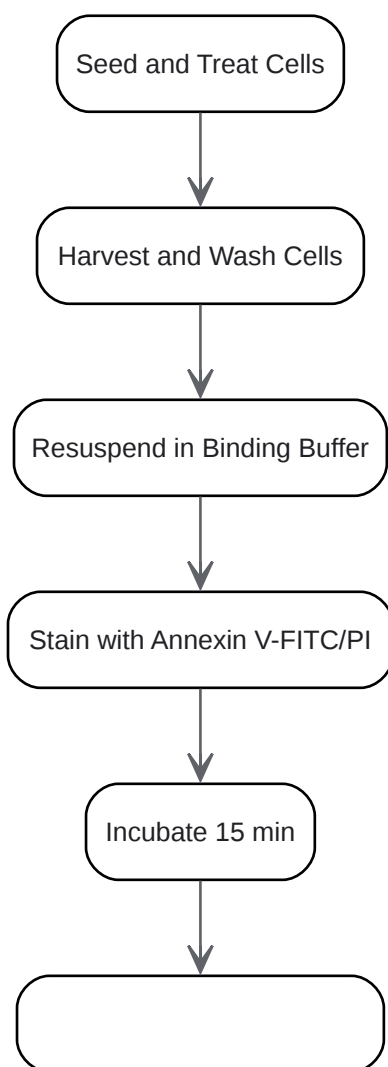 Seed and Treat Cells
Harvest and Wash Cells
Resuspend in Binding Buffer
Stain with Annexin V-FITC/PI
Incubate 15 min